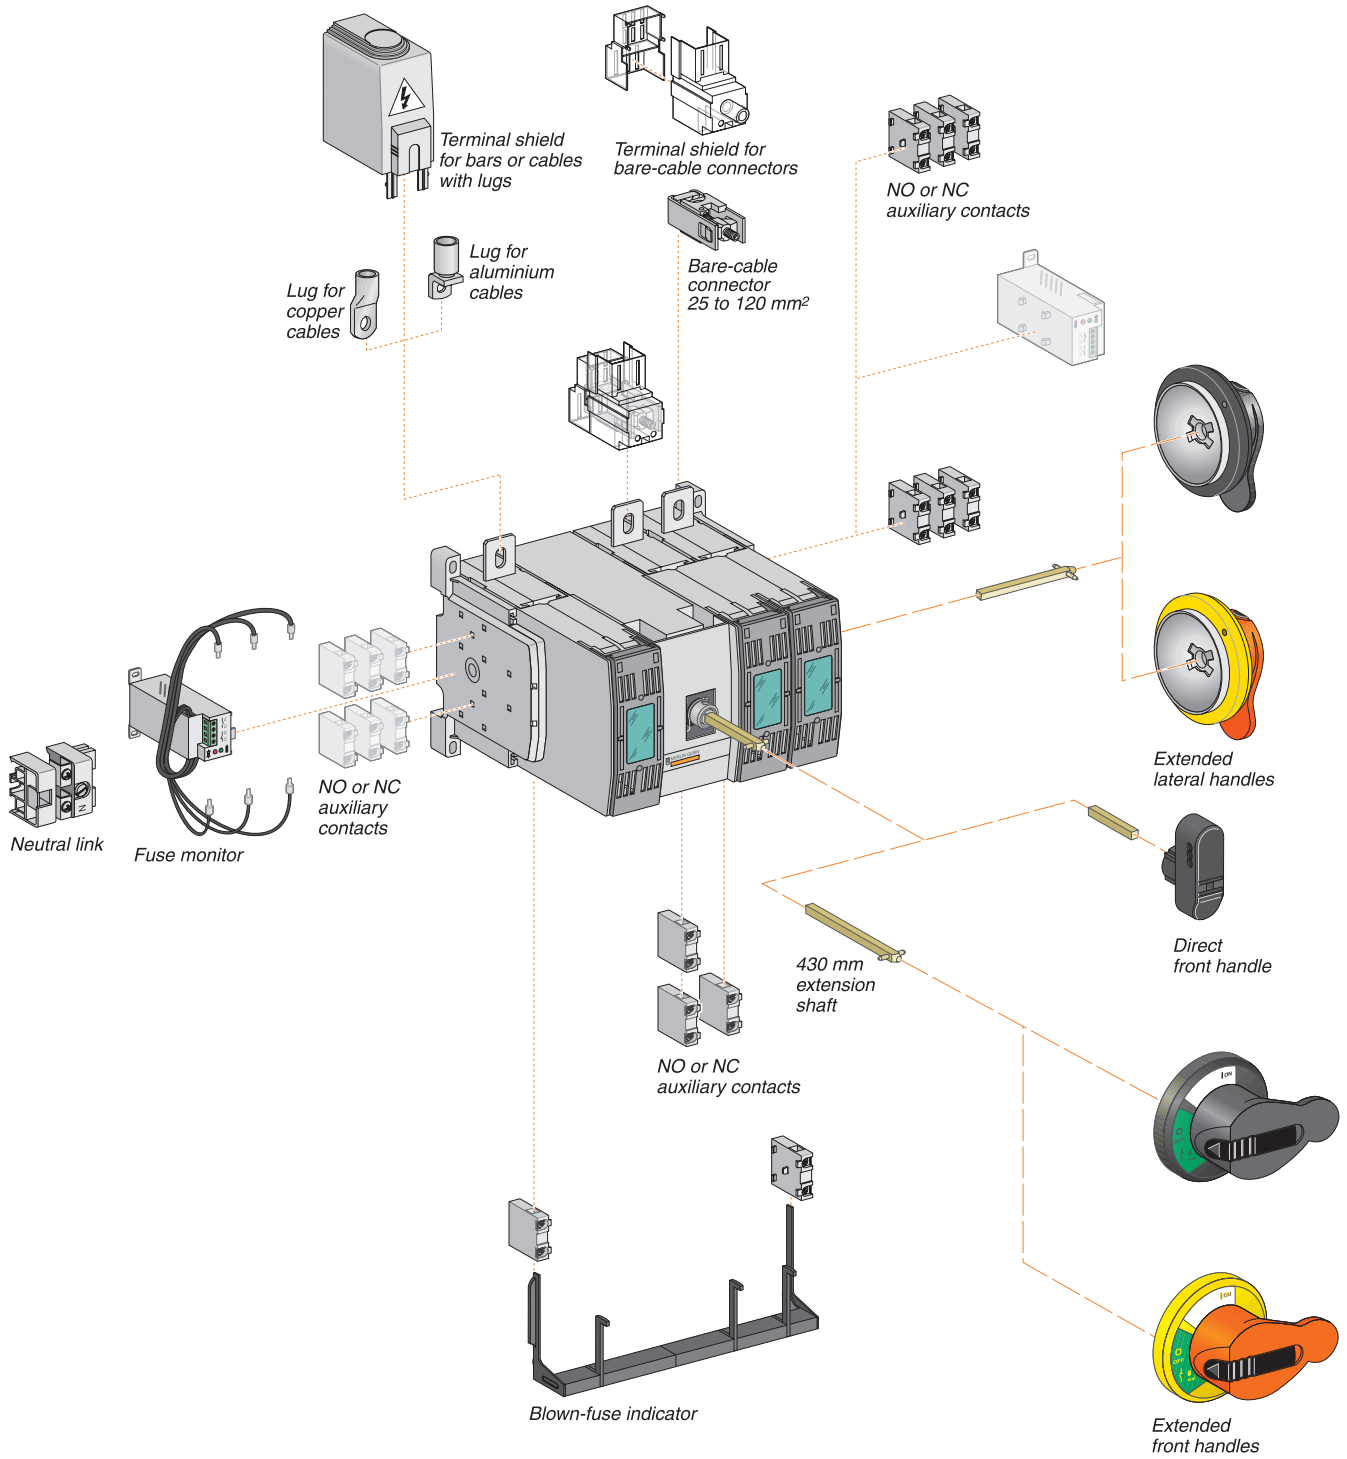 Terminal shield
for bars or cables
with lugs
Terminal shield for
bare-cable connectors
NO or NC
auxiliary contacts
Lug for
aluminium
cables
Lug for
copper
cables
Bare-cable
connector
25 to 120 mm2
Extended
lateral handles
NO or NC
auxiliary
contacts
Neutral link
Fuse monitor
N
Direct
front handle
430 mm
extension
shaft
NO or NC
auxiliary contacts
I ON
I ON
O
OFF
Blown-fuse indicator
Extended
front handles